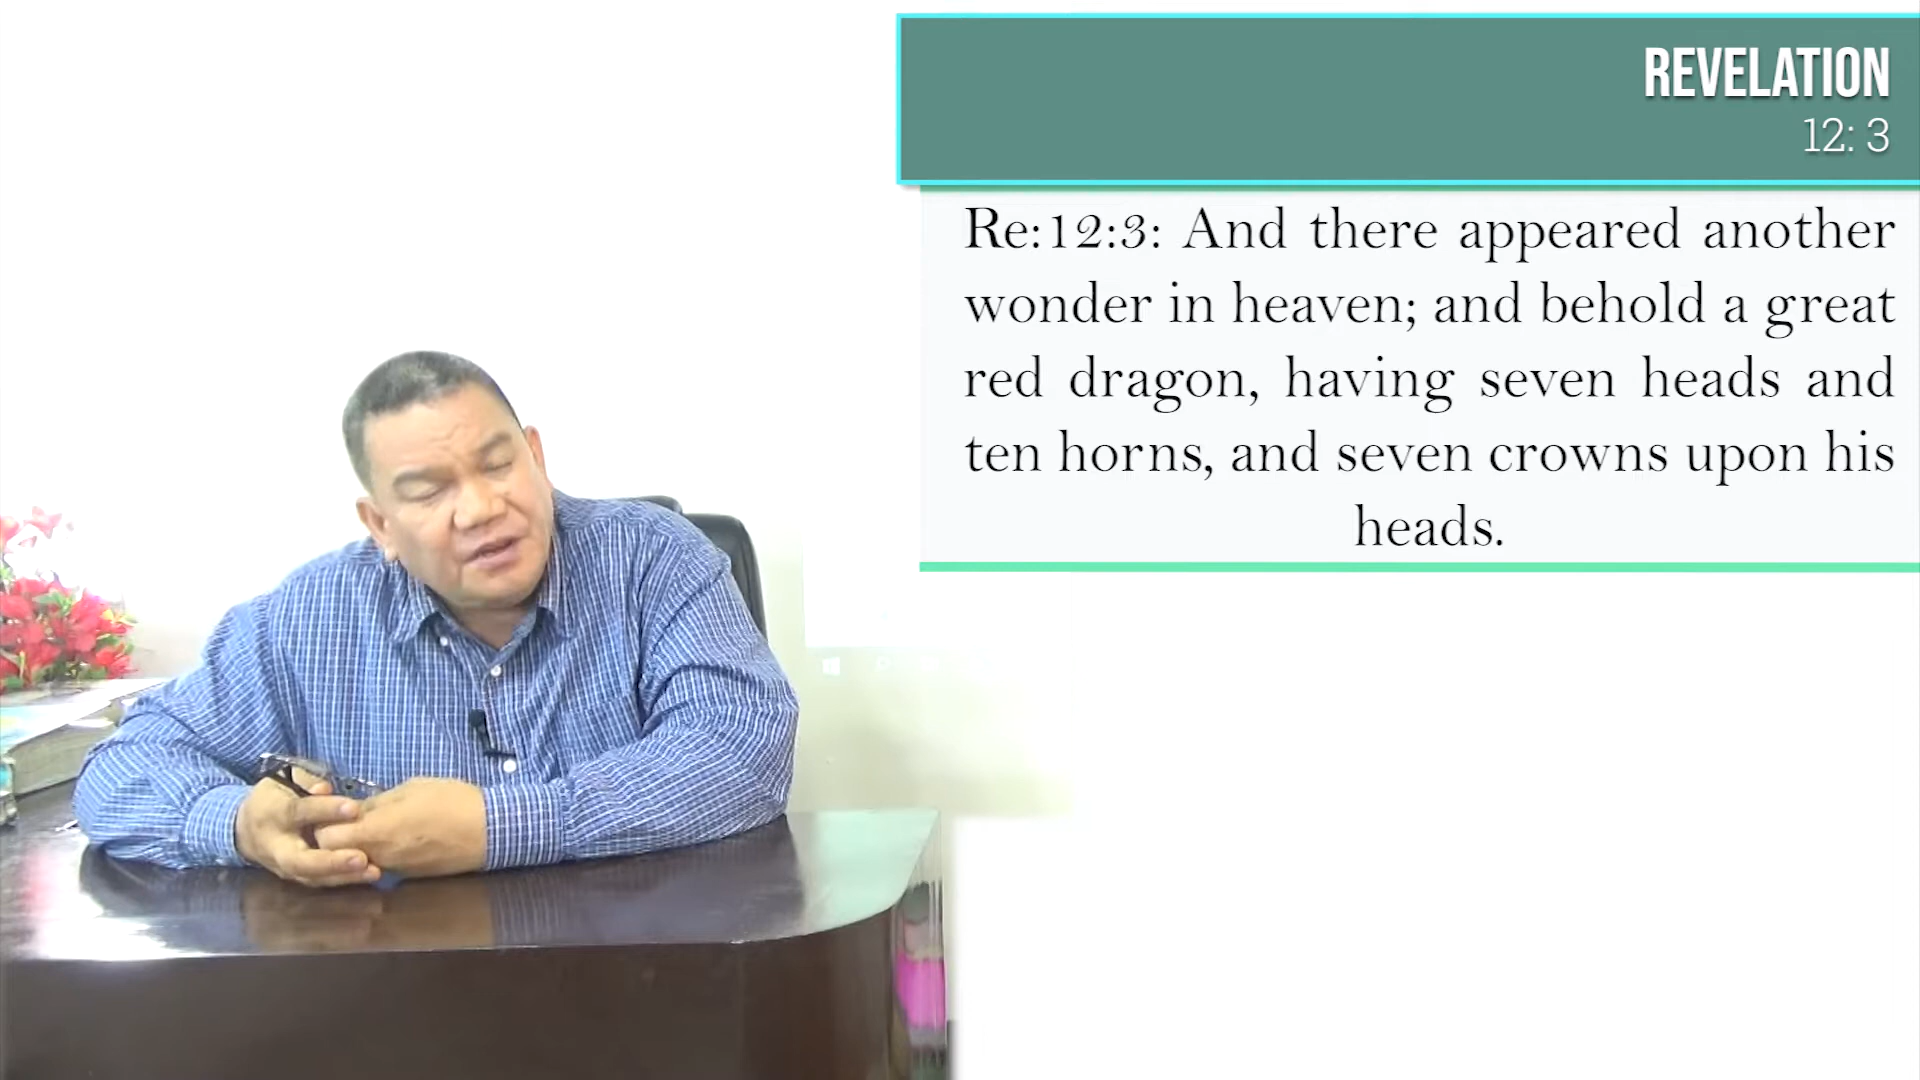 REVELATION
12: 3
Re:12:3: And there appeared another
wonder in heaven; and behold a great
red dragon, having seven heads and
ten horns, and seven crowns upon his
heads.